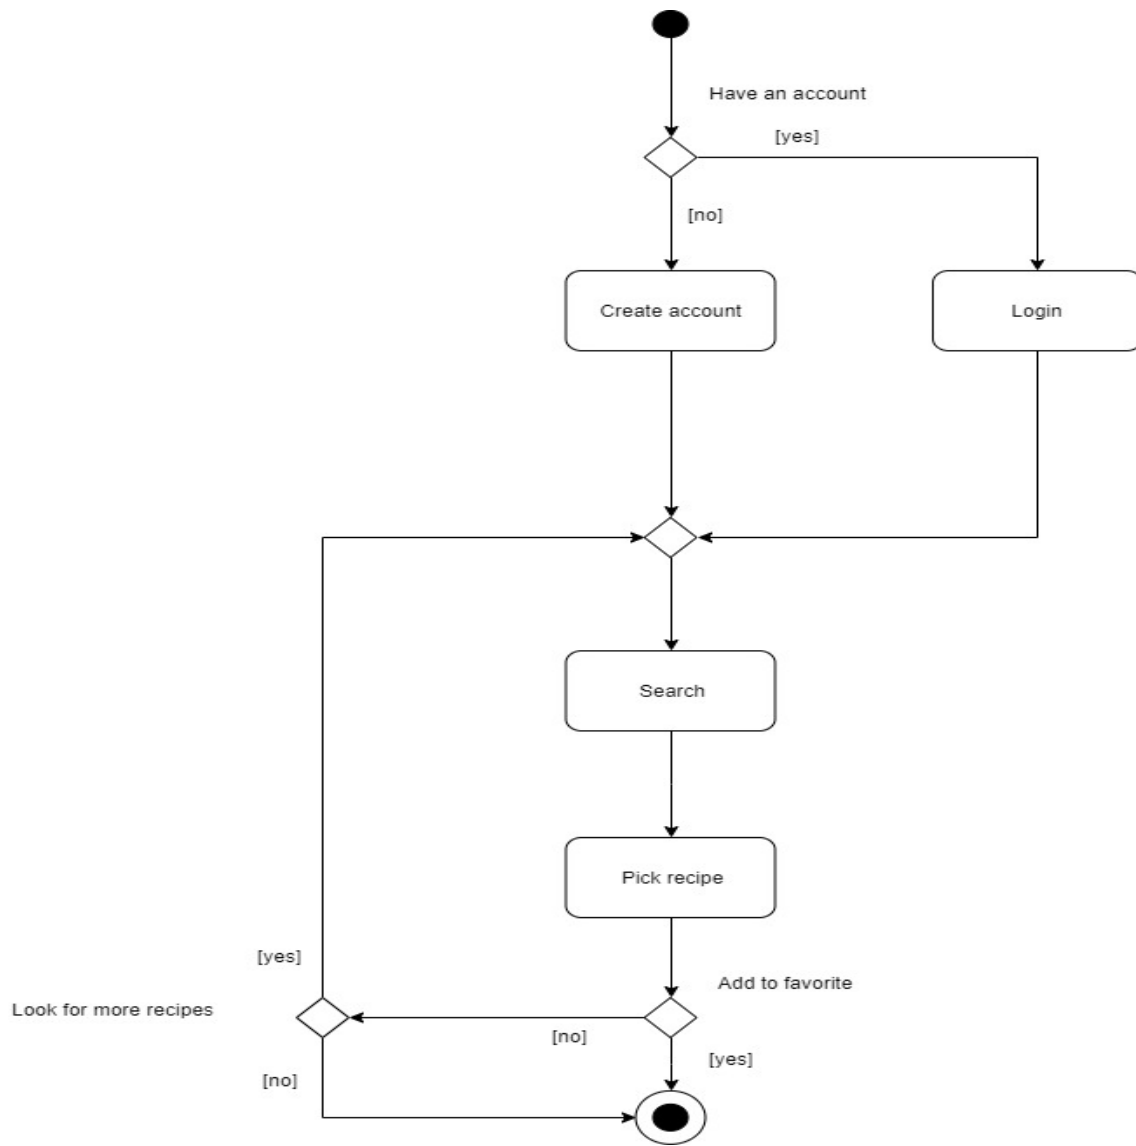 Have an account
[yes]
[no]
Create account
Login
Search
Pick recipe
[yes]
Add to favorite
Look for more recipes
[no]
[yes]
[no]